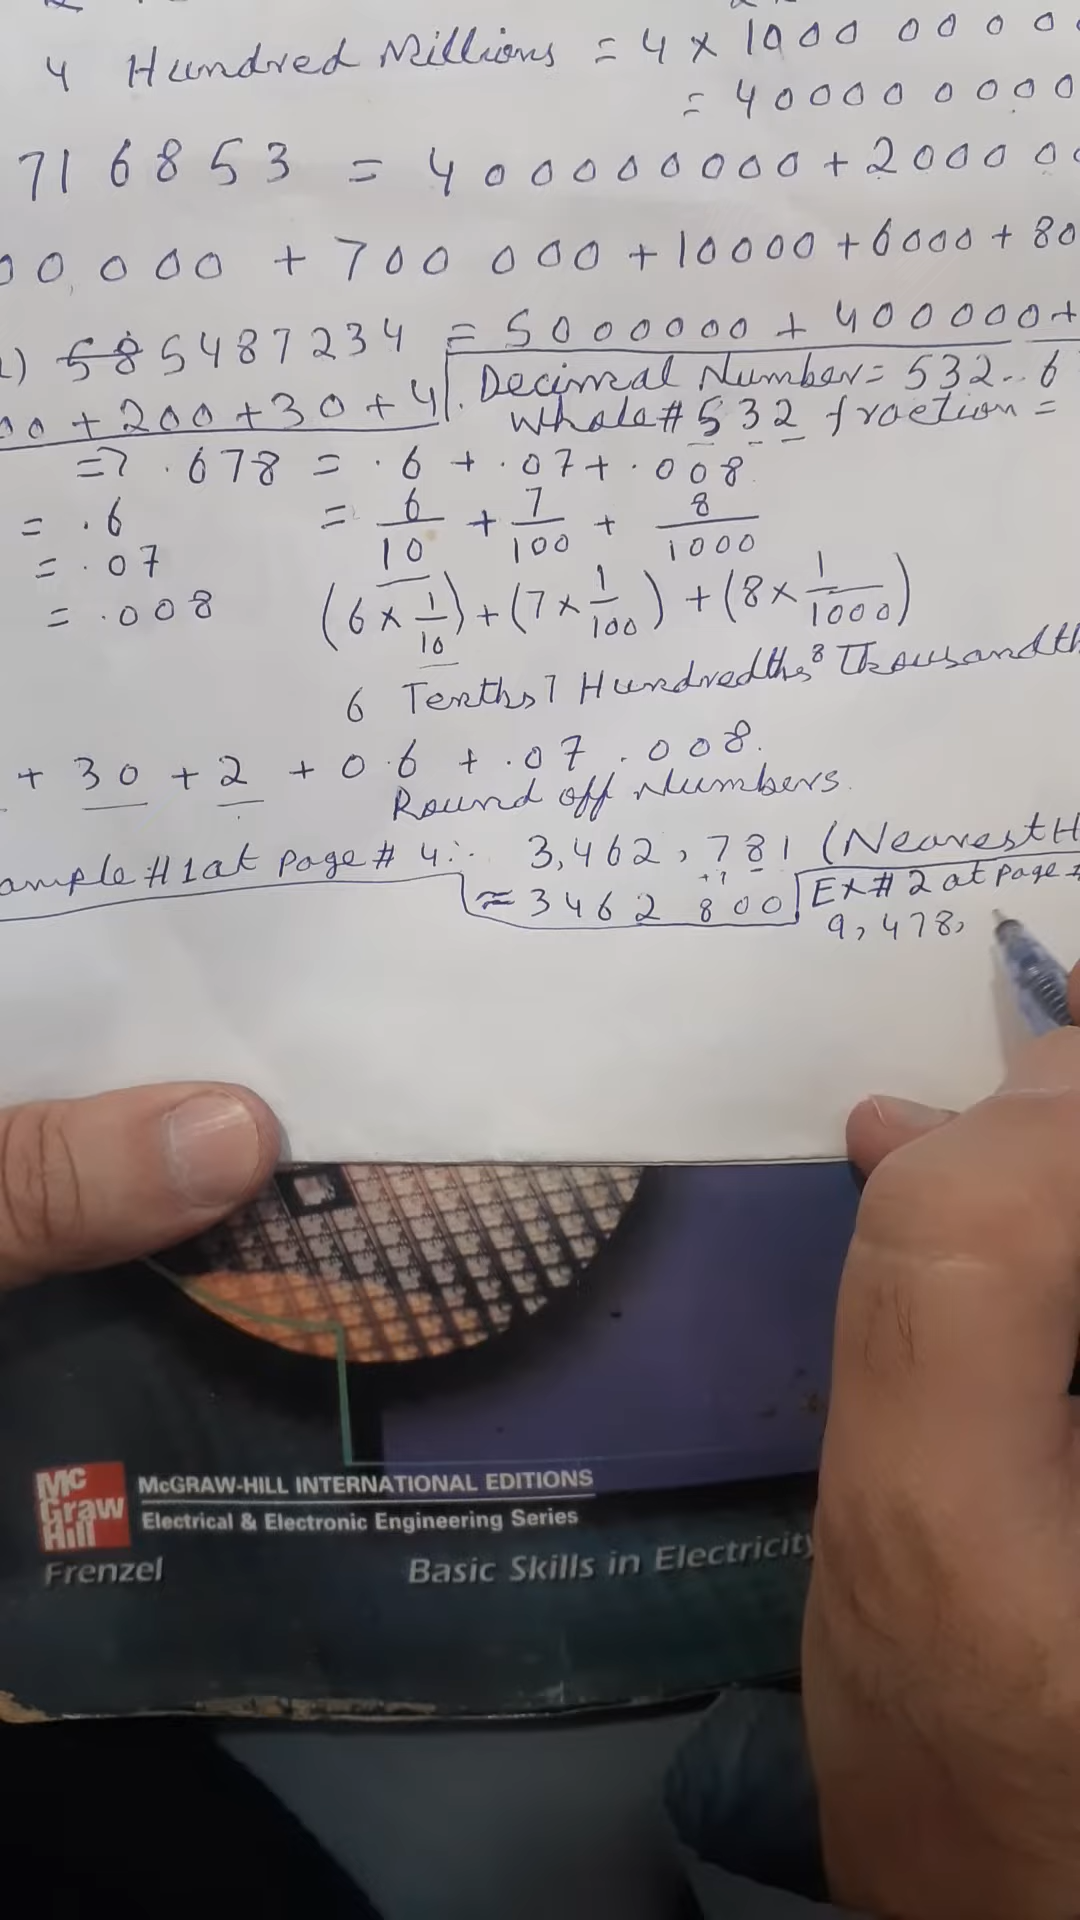 4 Hundred Millions = 4 × 1000 0000
= 40000 0000
716853 = 400000000 + 20000
00,000 + 700 000 + 10000 + 6000 + 80
) 58 5487234 = 5000000 + 400000 +
00 + 200 + 30 + 4
Decimal Number = 532.. 6
Whole # 532 fraction =
=> .678 = .6 + .07 + .008
= .6
= 6/10 + 7/100 + 8/1000
= .07
= .008
(6 × 1/10) + (7 × 1/100) + (8 × 1/1000)
6 Tenths 7 Hundredths 8 Thousandth
+ 30 + 2 + 0.6 + .07 .008.
Round off Numbers.
ample # 1 at page # 4:- 3,462,781 (Nearest H
+1
≈ 3462 800
Ex # 2 at page #
9,478,
Mc Graw Hill
McGRAW-HILL INTERNATIONAL EDITIONS
Electrical & Electronic Engineering Series
Frenzel
Basic Skills in Electricity